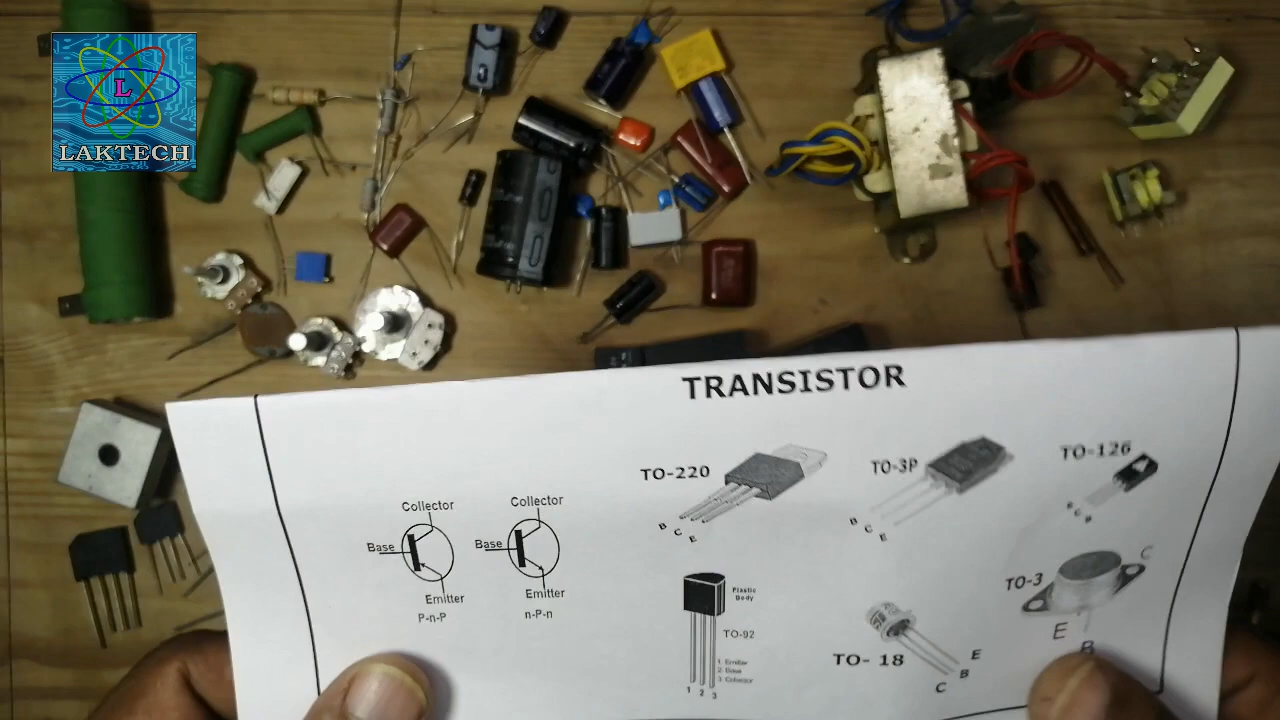 L
LAKTECH
TRANSISTOR
TO-220
B
C
E
TO-3P
B
C
E
TO-126
Collector
Base
Emitter
P-n-P
Collector
Base
Emitter
n-P-n
Plastic
Body
TO-92
1. Emitter
2. Base
3. Collector
1 2 3
TO- 18
E
B
C
TO-3
C
E
B